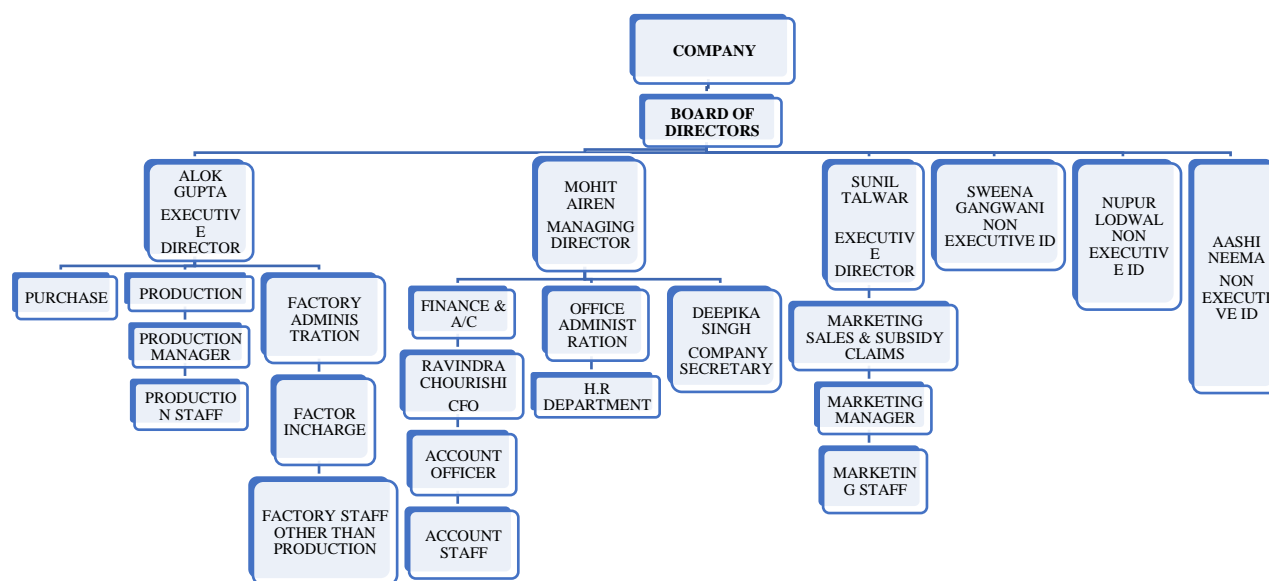 COMPANY
BOARD OF
DIRECTORS
ALOK
GUPTA
EXECUTIV
E
DIRECTOR
MOHIT
AIREN
MANAGING
DIRECTOR
SUNIL
TALWAR
EXECUTIV
E
DIRECTOR
SWEENA
GANGWANI
NON
EXECUTIVE ID
NUPUR
LODWAL
NON
EXECUTIV
E ID
AASHI
NEEMA
NON
EXECUTI
VE ID
PURCHASE
PRODUCTION
PRODUCTION
MANAGER
PRODUCTIO
N STAFF
FACTORY
ADMINIS
TRATION
FACTOR
INCHARGE
FACTORY STAFF
OTHER THAN
PRODUCTION
FINANCE &
A/C
RAVINDRA
CHOURISHI
CFO
ACCOUNT
OFFICER
ACCOUNT
STAFF
OFFICE
ADMINIST
RATION
H.R
DEPARTMENT
DEEPIKA
SINGH
COMPANY
SECRETARY
MARKETING
SALES & SUBSIDY
CLAIMS
MARKETING
MANAGER
MARKETIN
G STAFF